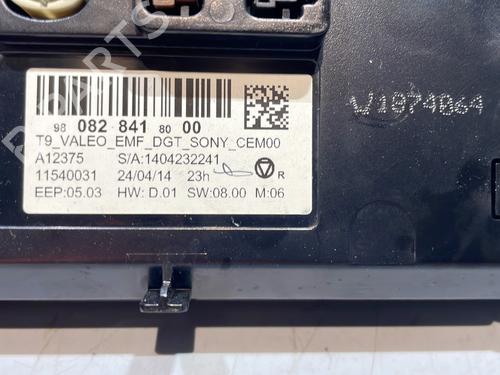 98 082 841 80 00
T9_VALEO_EMF_DGT_SONY_CEM00
A12375 S/A:1404232241
11540031 24/04/14 23h R
EEP:05.03 HW: D.01 SW:08.00 M:06
V1874064